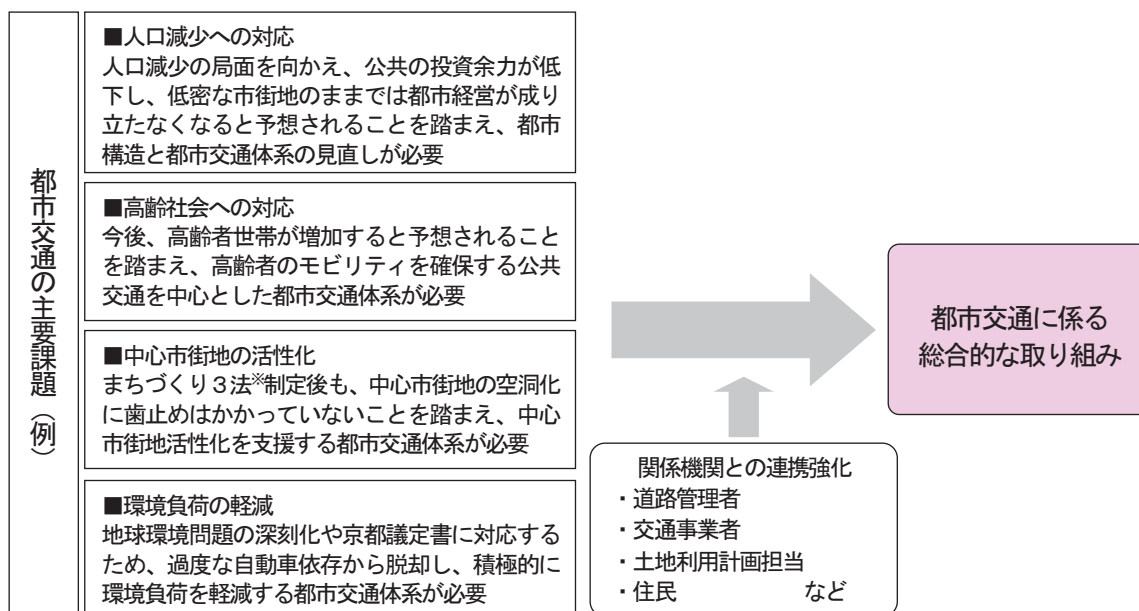 都市交通の主要課題（例）
■人口減少への対応
人口減少の局面を向かえ、公共の投資余力が低
下し、低密な市街地のままでは都市経営が成り
立たなくなると予想されることを踏まえ、都市
構造と都市交通体系の見直しが必要
■高齢社会への対応
今後、高齢者世帯が増加すると予想されること
を踏まえ、高齢者のモビリティを確保する公共
交通を中心とした都市交通体系が必要
■中心市街地の活性化
まちづくり３法※制定後も、中心市街地の空洞化
に歯止めはかかっていないことを踏まえ、中心
市街地活性化を支援する都市交通体系が必要
■環境負荷の軽減
地球環境問題の深刻化や京都議定書に対応する
ため、過度な自動車依存から脱却し、積極的に
環境負荷を軽減する都市交通体系が必要
関係機関との連携強化
・道路管理者
・交通事業者
・土地利用計画担当
・住民　　　　　　など
都市交通に係る
総合的な取り組み